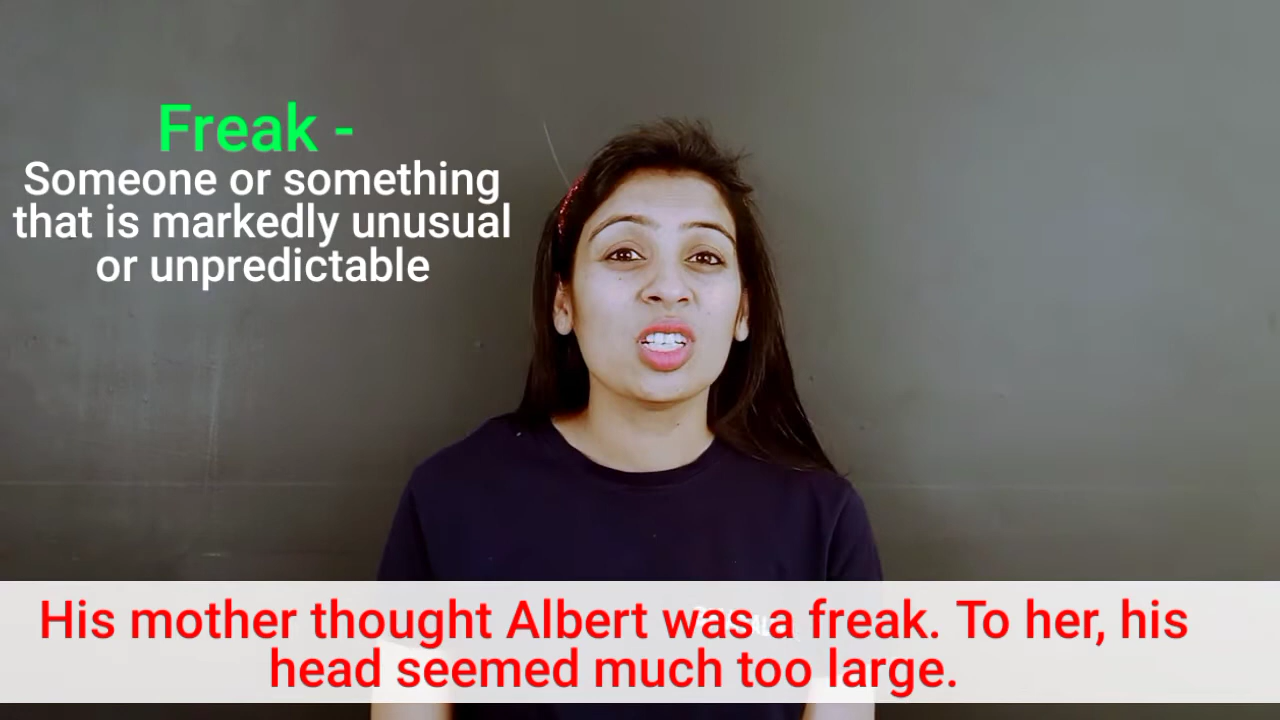 Freak -
Someone or something
that is markedly unusual
or unpredictable
His mother thought Albert was a freak. To her, his
head seemed much too large.